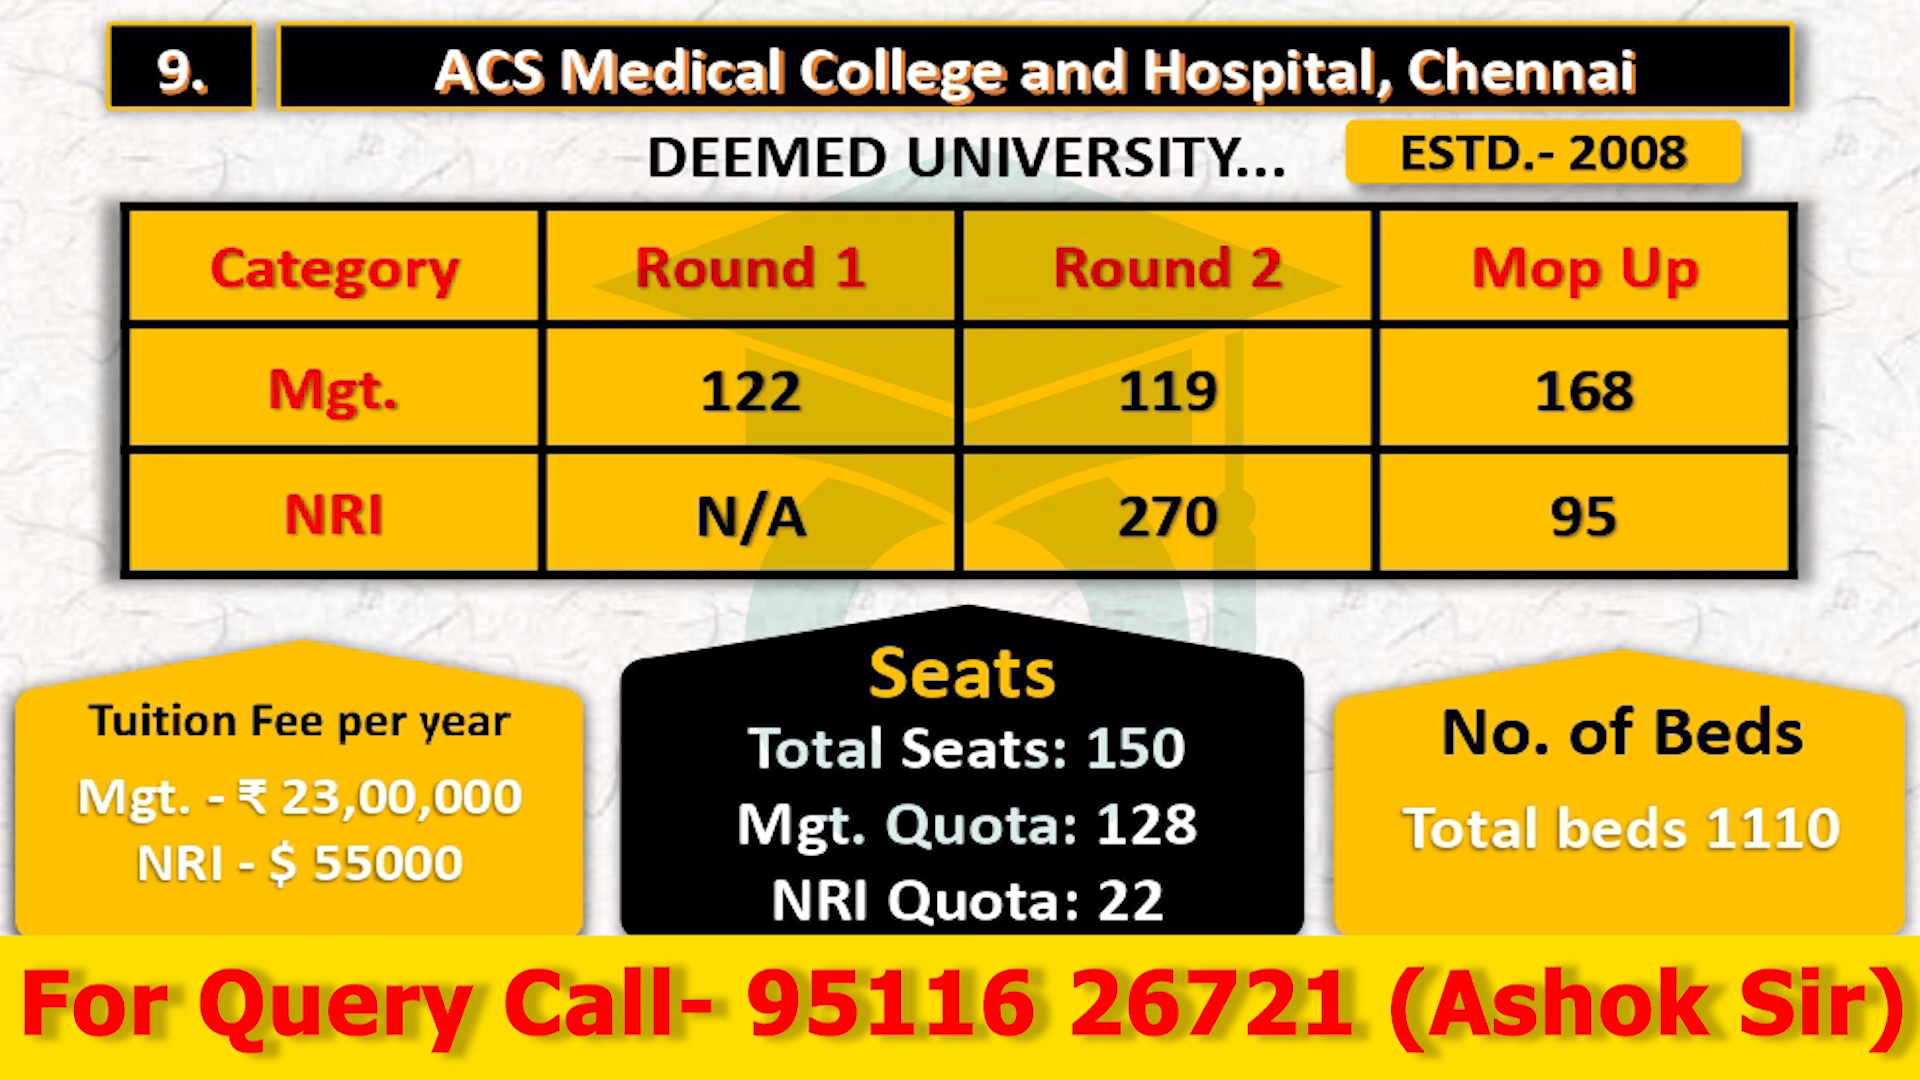 9.
ACS Medical College and Hospital, Chennai
DEEMED UNIVERSITY...
ESTD.- 2008
Category Round 1 Round 2 Mop Up
Mgt. 122 119 168
NRI N/A 270 95
Tuition Fee per year
Mgt. - ₹ 23,00,000
NRI - $ 55000
Seats
Total Seats: 150
Mgt. Quota: 128
NRI Quota: 22
No. of Beds
Total beds 1110
For Query Call- 95116 26721 (Ashok Sir)